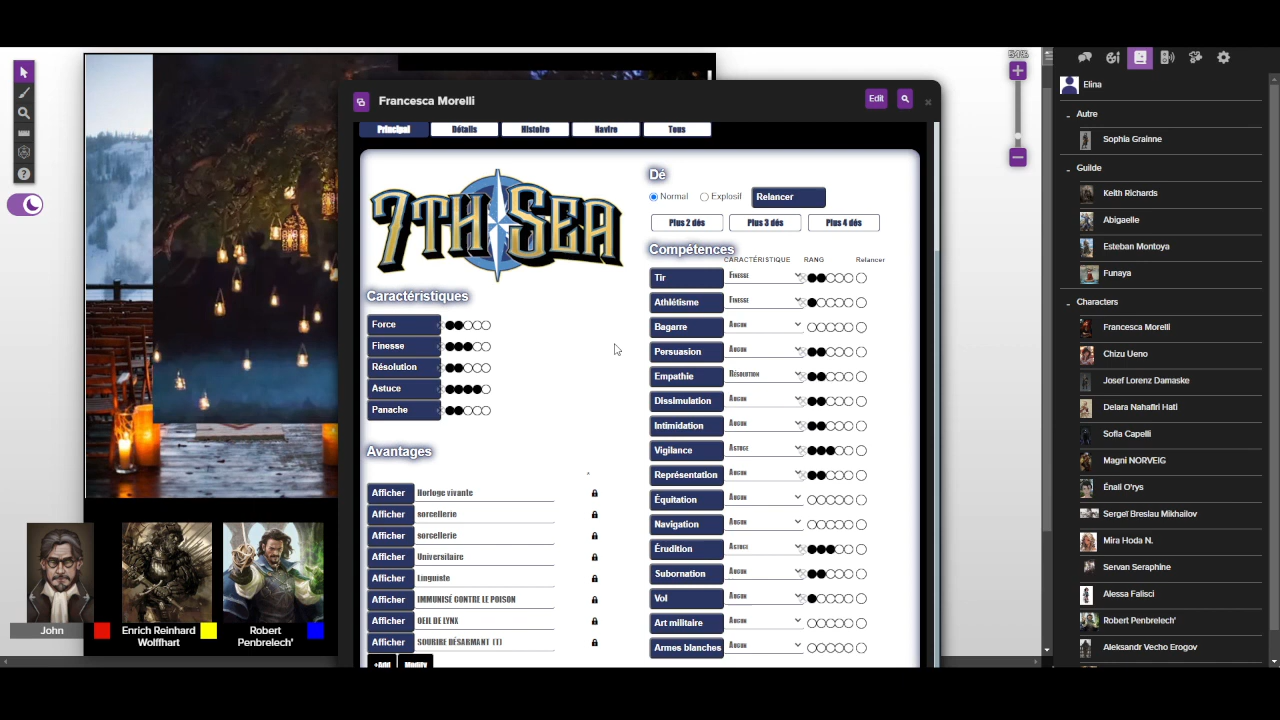 54%
Francesca Morelli
Edit
Principal
Détails
Histoire
Navire
Tous
7TH SEA
Dé
Normal
Explosif
Relancer
Plus 2 dés
Plus 3 dés
Plus 4 dés
Compétences
CARACTÉRISTIQUE RANG Relancer
Tir Finesse
Athlétisme Finesse
Bagarre Aucun
Persuasion Aucun
Empathie Résolution
Dissimulation Aucun
Intimidation Aucun
Vigilance Astuce
Représentation Aucun
Équitation Aucun
Navigation Aucun
Érudition Astuce
Subornation Aucun
Vol Aucun
Art militaire Aucun
Armes blanches Aucun
Caractéristiques
Force
Finesse
Résolution
Astuce
Panache
Avantages
*
Afficher Horloge vivante
Afficher sorcellerie
Afficher sorcellerie
Afficher Universitaire
Afficher Linguiste
Afficher IMMUNISÉ CONTRE LE POISON
Afficher OEIL DE LYNX
Afficher SOURIRE DÉSARMANT (1)
+Add Modify
John
Enrich Reinhard
Wolffhart
Robert
Penbrelech'
Elina
Autre
Sophia Grainne
Guilde
Keith Richards
Abigaelle
Esteban Montoya
Funaya
Characters
Francesca Morelli
Chizu Ueno
Josef Lorenz Damaske
Delara Nahafiri Hati
Sofia Capelli
Magni NORVEIG
Énail O'rys
Sergeï Breslau Mikhailov
Mira Hoda N.
Servan Seraphine
Alessa Falisci
Robert Penbrelech'
Aleksandr Vecho Erogov